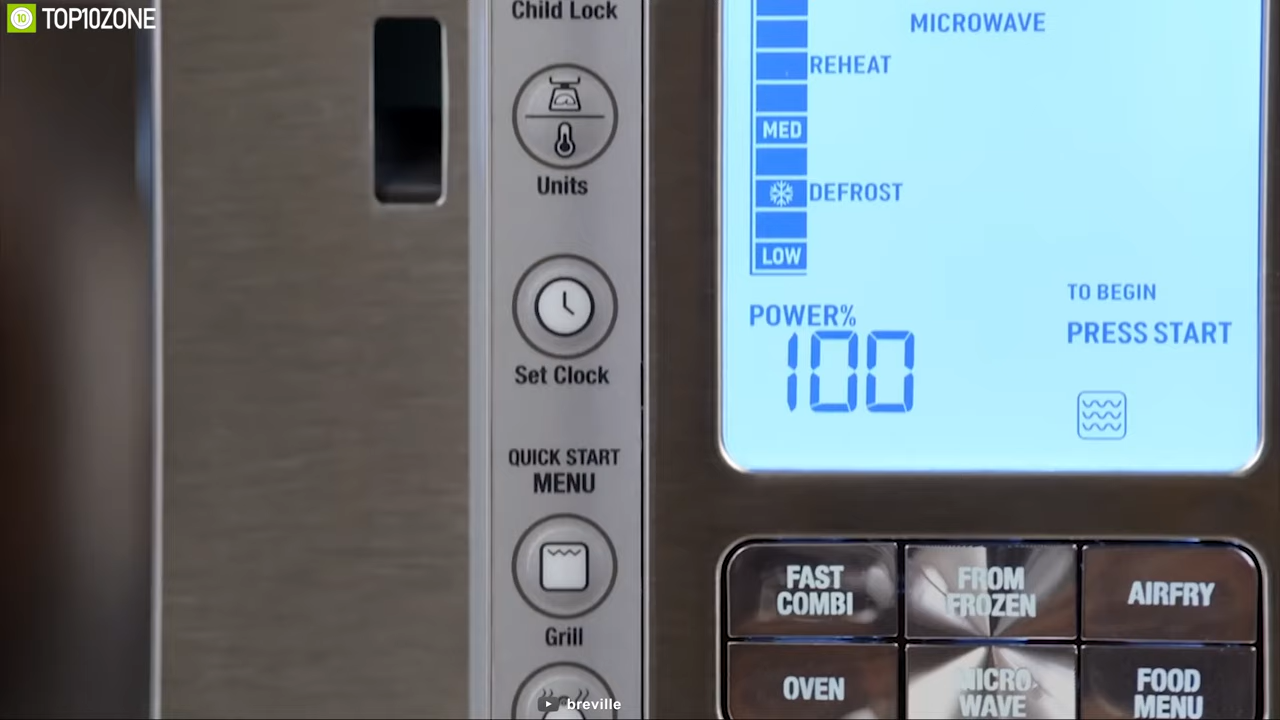 10 TOP10ZONE
Child Lock
Units
Set Clock
QUICK START
MENU
Grill
MICROWAVE
REHEAT
MED
DEFROST
LOW
POWER%
100
TO BEGIN
PRESS START
FAST
COMBI
FROM
FROZEN
AIRFRY
OVEN
MICRO
WAVE
FOOD
MENU
breville